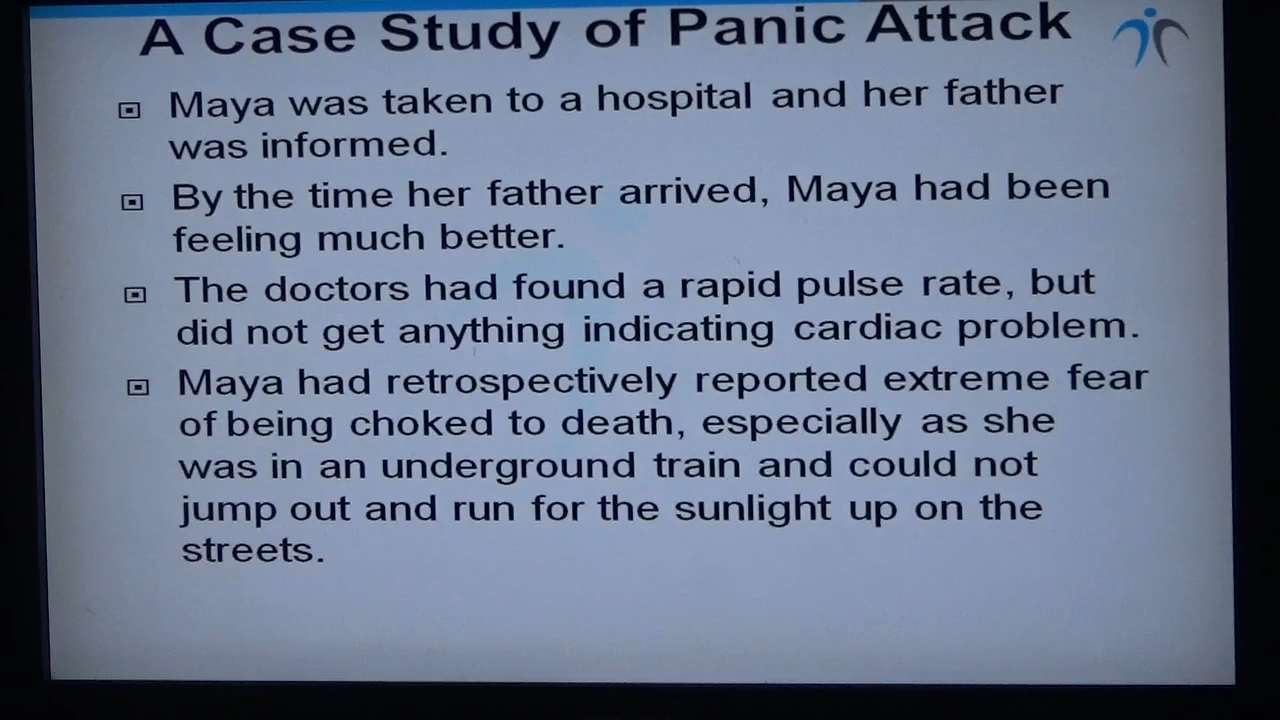 A Case Study of Panic Attack
Maya was taken to a hospital and her father
was informed.
By the time her father arrived, Maya had been
feeling much better.
The doctors had found a rapid pulse rate, but
did not get anything indicating cardiac problem.
Maya had retrospectively reported extreme fear
of being choked to death, especially as she
was in an underground train and could not
jump out and run for the sunlight up on the
streets.